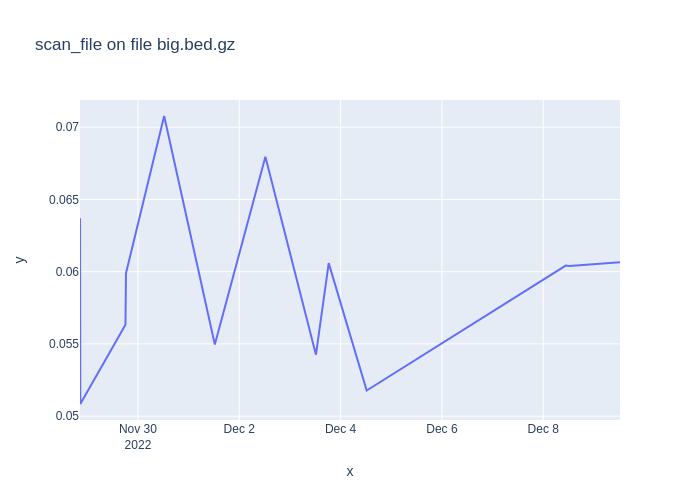 scan_file on file big.bed.gz
0.07
0.065
0.06
0.055
0.05
y
Nov 30
2022
Dec 2
Dec 4
Dec 6
Dec 8
x